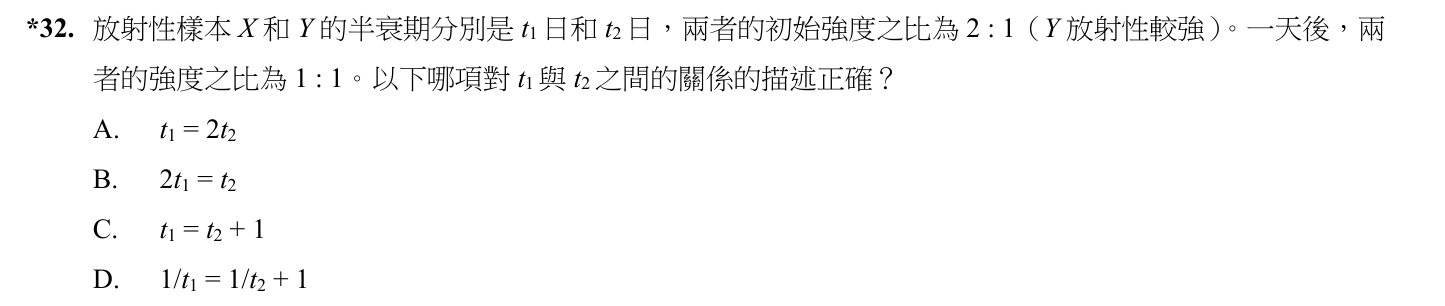 *32. 放射性樣本 X 和 Y 的半衰期分別是 t₁ 日和 t₂ 日，兩者的初始強度之比為 2 : 1（Y 放射性較強）。一天後，兩
者的強度之比為 1 : 1。以下哪項對 t₁ 與 t₂ 之間的關係的描述正確？
A. t₁ = 2t₂
B. 2t₁ = t₂
C. t₁ = t₂ + 1
D. 1/t₁ = 1/t₂ + 1